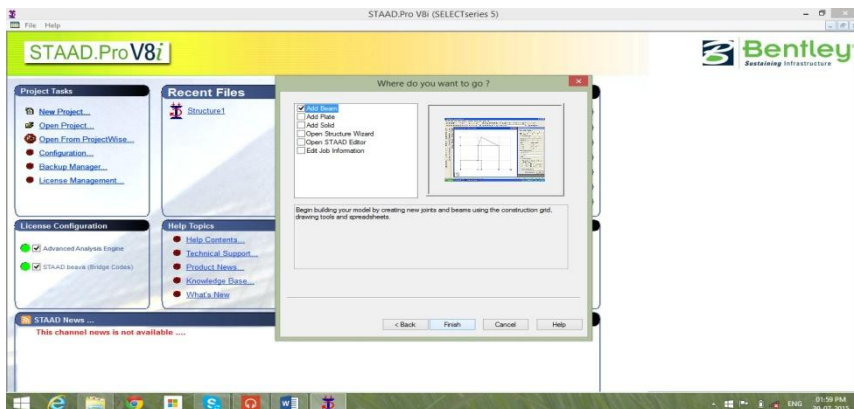 STAAD.Pro V8i (SELECTseries 5)
File Help
STAAD.Pro V8i
Bentley
Sustaining Infrastructure
Project Tasks
New Project...
Open Project...
Open From ProjectWise...
Configuration...
Backup Manager...
License Management...
Recent Files
Structure1
License Configuration
Advanced Analysis Engine
STAAD.beava (Bridge Codes)
Help Topics
Help Contents...
Technical Support...
Product News...
Knowledge Base...
What's New
STAAD News ...
This channel news is not available ....
Where do you want to go ?
Add Beam
Add Plate
Add Solid
Open Structure Wizard
Open STAAD Editor
Edit Job Information
Begin building your model by creating new joints and beams using the construction grid,
drawing tools and spreadsheets.
< Back Finish Cancel Help
ENG 01:59 PM
20-07-2015